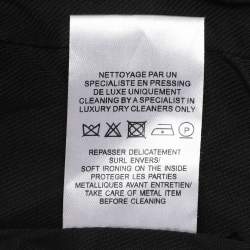 NETTOYAGE PAR UN
SPECIALISTE EN PRESSING
DE LUXE UNIQUEMENT
CLEANING BY A SPECIALIST IN
LUXURY DRY CLEANERS ONLY
P
REPASSER DELICATEMENT
SURL ENVERS/
SOFT IRONING ON THE INSIDE
PROTEGER LES PARTIES
METALLIQUES AVANT ENTRETIEN/
TAKE CARE OF METAL ITEM
BEFORE CLEANING